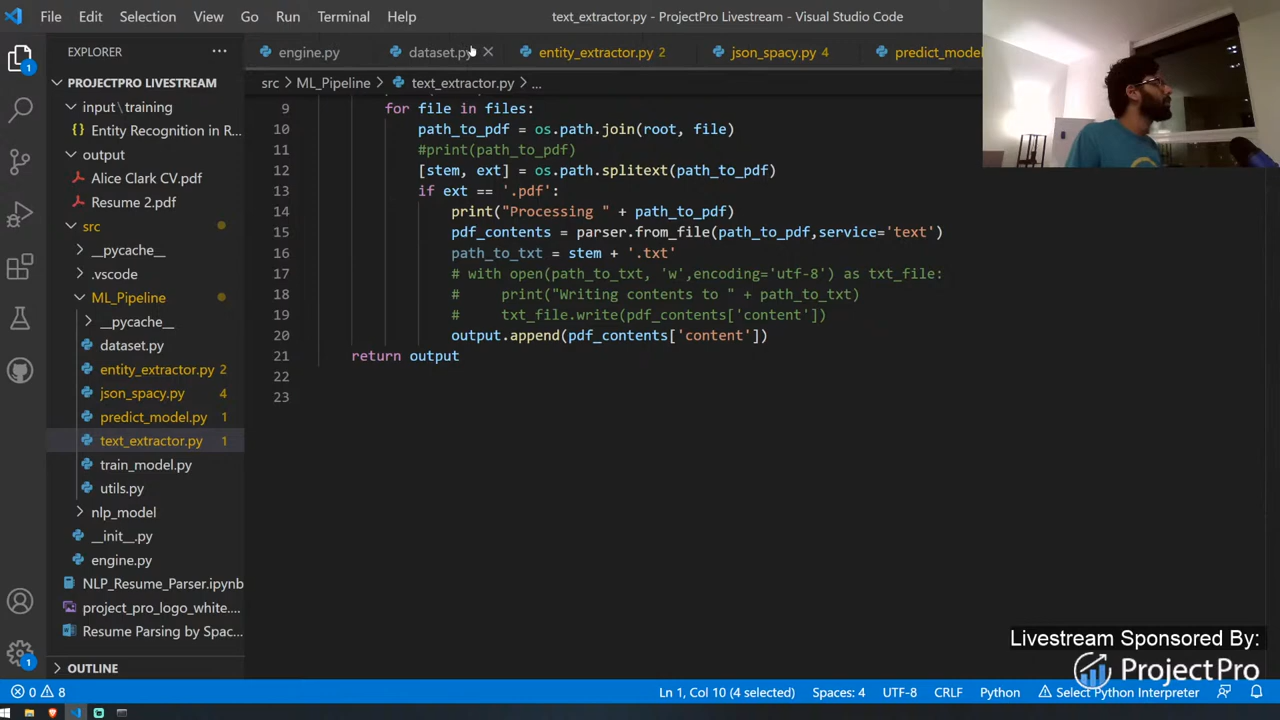 File Edit Selection View Go Run Terminal Help
text_extractor.py - ProjectPro Livestream - Visual Studio Code
EXPLORER
PROJECTPRO LIVESTREAM
input\training
Entity Recognition in R...
output
Alice Clark CV.pdf
Resume 2.pdf
src
__pycache__
.vscode
ML_Pipeline
__pycache__
dataset.py
entity_extractor.py 2
json_spacy.py 4
predict_model.py 1
text_extractor.py 1
train_model.py
utils.py
nlp_model
__init__.py
engine.py
NLP_Resume_Parser.ipynb
project_pro_logo_white....
Resume Parsing by Spac...
OUTLINE
engine.py dataset.py entity_extractor.py 2 json_spacy.py 4 predict_model
src > ML_Pipeline > text_extractor.py > ...
9 for file in files:
10 path_to_pdf = os.path.join(root, file)
11 #print(path_to_pdf)
12 [stem, ext] = os.path.splitext(path_to_pdf)
13 if ext == '.pdf':
14 print("Processing " + path_to_pdf)
15 pdf_contents = parser.from_file(path_to_pdf,service='text')
16 path_to_txt = stem + '.txt'
17 # with open(path_to_txt, 'w',encoding='utf-8') as txt_file:
18 #     print("Writing contents to " + path_to_txt)
19 #     txt_file.write(pdf_contents['content'])
20 output.append(pdf_contents['content'])
21 return output
22
23
Livestream Sponsored By:
ProjectPro
0 8 Ln 1, Col 10 (4 selected) Spaces: 4 UTF-8 CRLF Python Select Python Interpreter
1
1